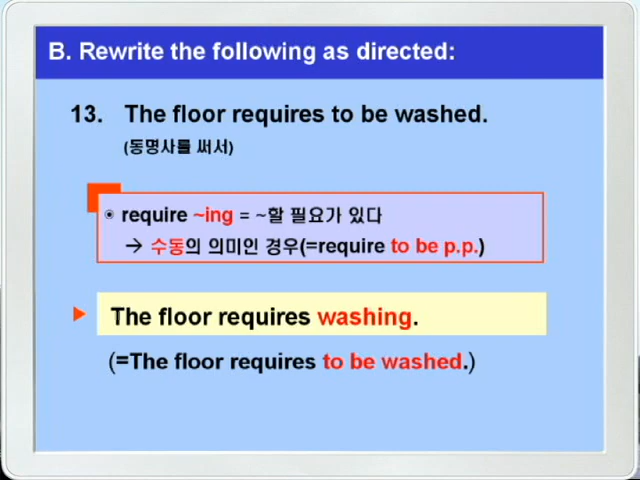 B. Rewrite the following as directed:
13. The floor requires to be washed.
(동명사를 써서)
◉ require ~ing = ~할 필요가 있다
→ 수동의 의미인 경우(=require to be p.p.)
▶ The floor requires washing.
(=The floor requires to be washed.)